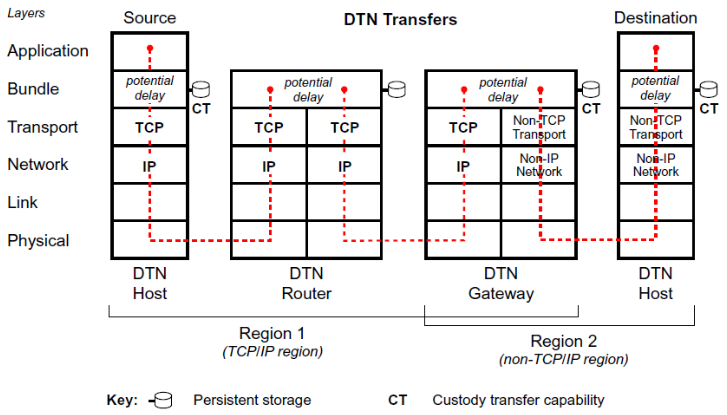 Layers
Source
DTN Transfers
Destination
Application
Bundle
potential
delay
CT
potential
delay
potential
delay
CT
potential
delay
CT
Transport
TCP
TCP
TCP
TCP
Non-TCP
Transport
Non-TCP
Transport
Network
IP
IP
IP
IP
Non-IP
Network
Non-IP
Network
Link
Physical
DTN
Host
DTN
Router
DTN
Gateway
DTN
Host
Region 1
(TCP/IP region)
Region 2
(non-TCP/IP region)
Key:
Persistent storage
CT
Custody transfer capability